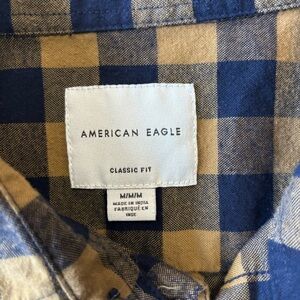 AMERICAN EAGLE
CLASSIC FIT
M/M/M
MADE IN INDIA
FABRIQUÉ EN
INDE